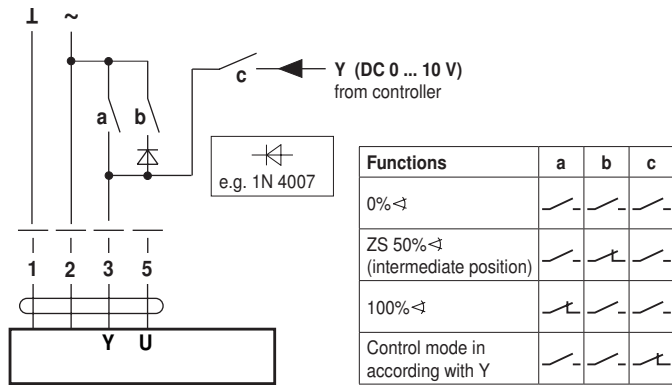 ⊥ ~
c
Y (DC 0 ... 10 V)
from controller
a b
e.g. 1N 4007
1 2 3 5
Y U
Functions a b c
0%∢
ZS 50%∢
(intermediate position)
100%∢
Control mode in
according with Y